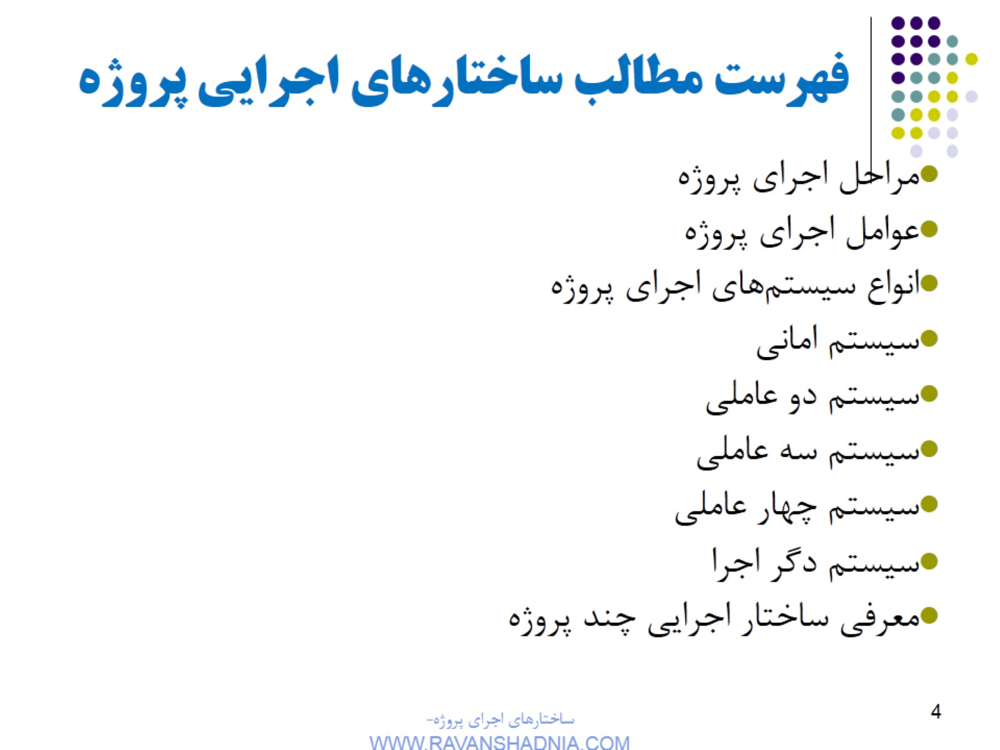 فهرست مطالب ساختارهای اجرایی پروژه
مراحل اجرای پروژه
عوامل اجرای پروژه
انواع سیستم‌های اجرای پروژه
سیستم امانی
سیستم دو عاملی
سیستم سه عاملی
سیستم چهار عاملی
سیستم دگر اجرا
معرفی ساختار اجرایی چند پروژه
ساختارهای اجرای پروژه-
WWW.RAVANSHADNIA.COM
4